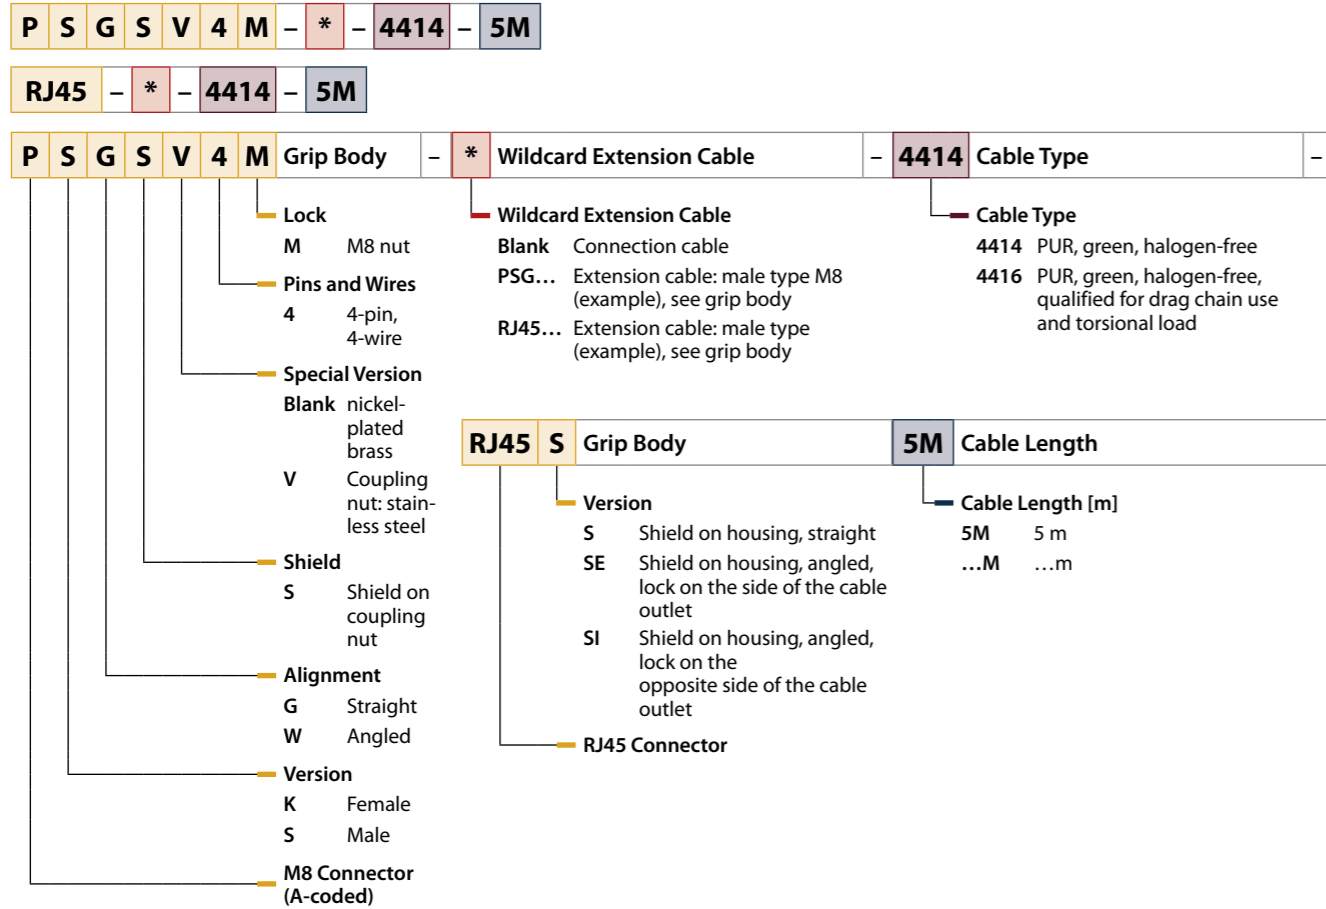 P S G S V 4 M – * – 4414 – 5M
RJ45 – * – 4414 – 5M
P S G S V 4 M Grip Body – * Wildcard Extension Cable – 4414 Cable Type –
Lock
M M8 nut
Pins and Wires
4 4-pin,
4-wire
Special Version
Blank nickel-
plated
brass
V Coupling
nut: stain-
less steel
Shield
S Shield on
coupling
nut
Alignment
G Straight
W Angled
Version
K Female
S Male
M8 Connector
(A-coded)
Wildcard Extension Cable
Blank Connection cable
PSG… Extension cable: male type M8
(example), see grip body
RJ45… Extension cable: male type
(example), see grip body
Cable Type
4414 PUR, green, halogen-free
4416 PUR, green, halogen-free,
qualified for drag chain use
and torsional load
RJ45 S Grip Body
Version
S Shield on housing, straight
SE Shield on housing, angled,
lock on the side of the cable
outlet
SI Shield on housing, angled,
lock on the
opposite side of the cable
outlet
RJ45 Connector
5M Cable Length
Cable Length [m]
5M 5 m
…M …m